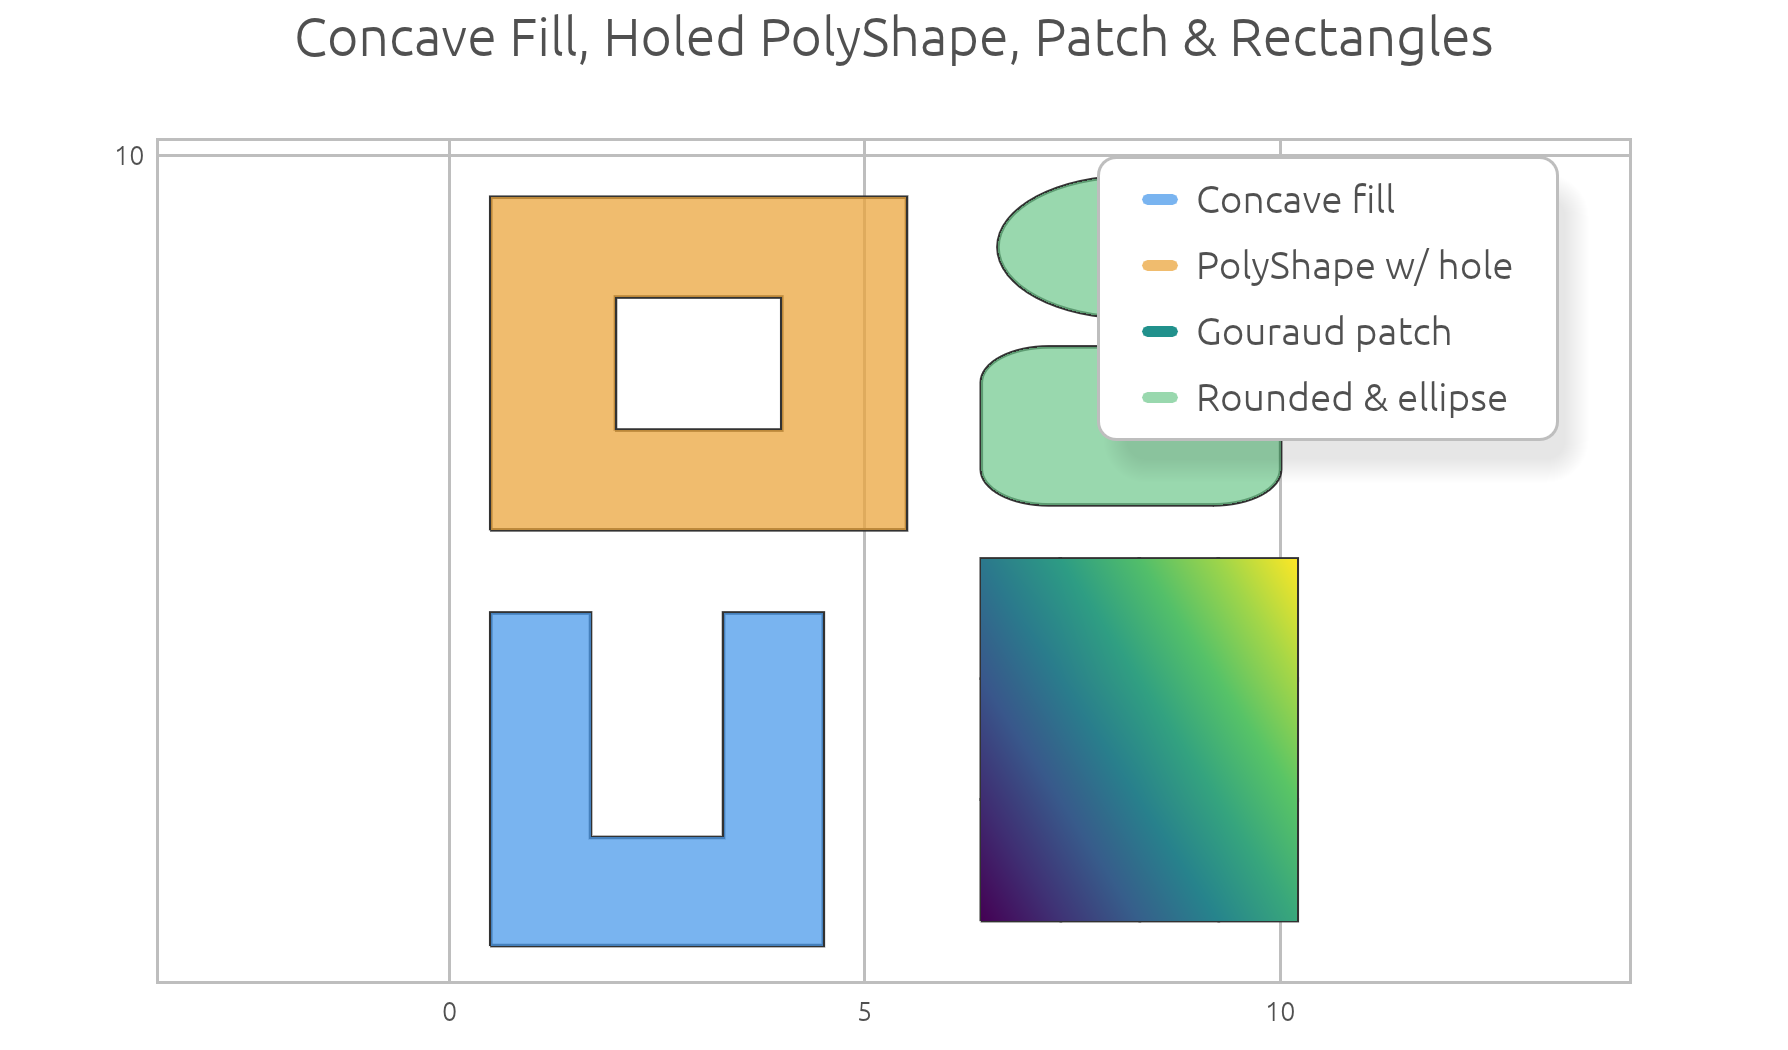 Concave Fill, Holed PolyShape, Patch & Rectangles
10
Concave fill
PolyShape w/ hole
Gouraud patch
Rounded & ellipse
0
5
10